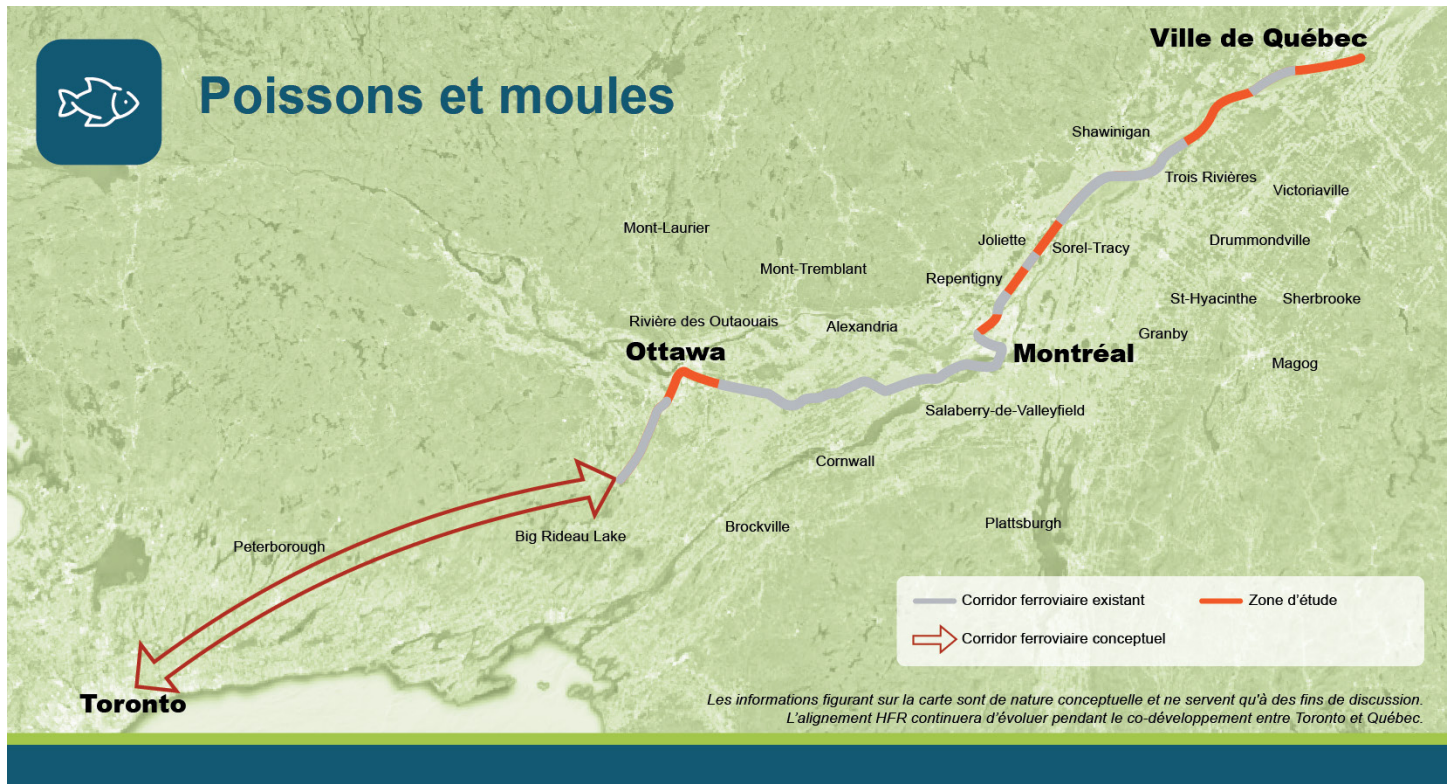 Poissons et moules
Ville de Québec
Shawinigan
Trois Rivières
Victoriaville
Mont-Laurier
Joliette
Sorel-Tracy
Drummondville
Mont-Tremblant
Repentigny
St-Hyacinthe
Sherbrooke
Rivière des Outaouais
Alexandria
Granby
Ottawa
Montréal
Magog
Salaberry-de-Valleyfield
Cornwall
Brockville
Plattsburgh
Big Rideau Lake
Peterborough
Toronto
Corridor ferroviaire existant
Zone d'étude
Corridor ferroviaire conceptuel
Les informations figurant sur la carte sont de nature conceptuelle et ne servent qu'à des fins de discussion.
L'alignement HFR continuera d'évoluer pendant le co-développement entre Toronto et Québec.